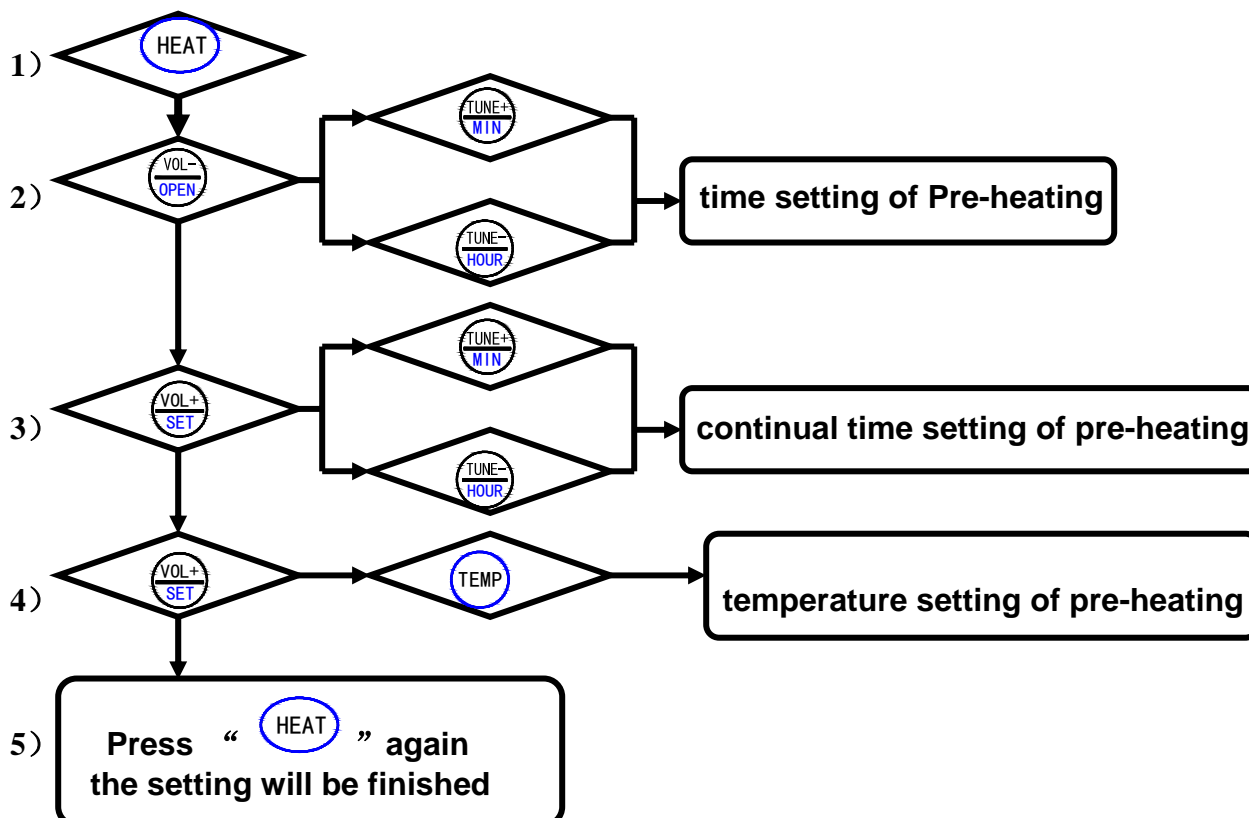 1）
HEAT
2）
VOL-
OPEN
TUNE+
MIN
TUNE-
HOUR
time setting of Pre-heating
3）
VOL+
SET
TUNE+
MIN
TUNE-
HOUR
continual time setting of pre-heating
4）
VOL+
SET
TEMP
temperature setting of pre-heating
5）
Press “ HEAT ” again
the setting will be finished